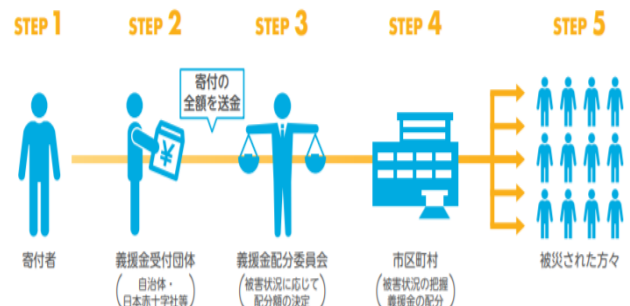 STEP 1
STEP 2
STEP 3
STEP 4
STEP 5
寄付の
全額を送金
¥
寄付者
義援金受付団体
(自治体・
日本赤十字社等)
義援金配分委員会
(被害状況に応じて
配分額の決定)
市区町村
(被害状況の把握
義援金の配分)
被災された方々